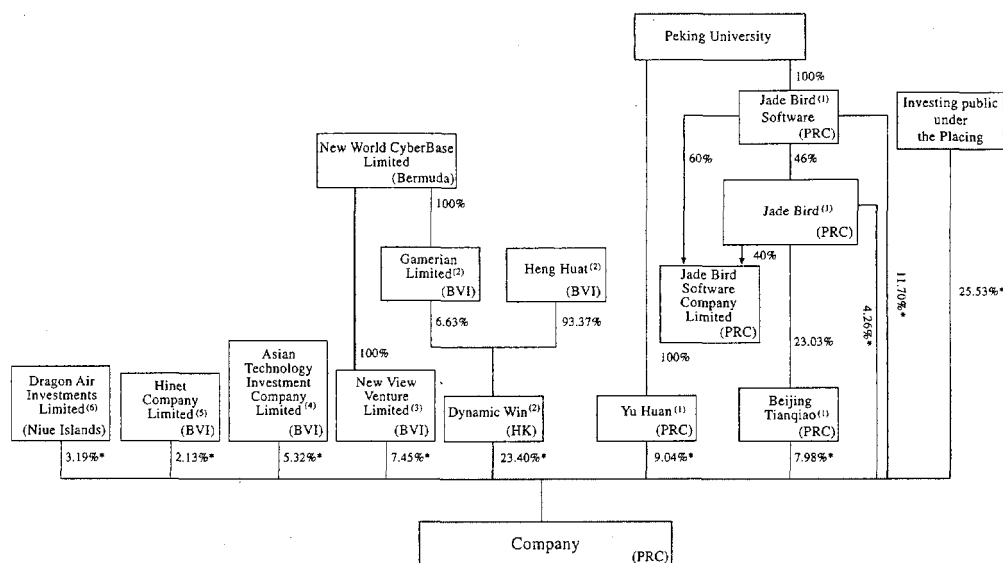 Peking University
100%
Jade Bird(1)
Software
(PRC)
Investing public
under
the Placing
New World CyberBase
Limited
(Bermuda)
60%
46%
100%
Jade Bird(1)
(PRC)
Gamerian
Limited(2)
(BVI)
Heng Huat(2)
(BVI)
40%
Jade Bird
Software
Company
Limited
(PRC)
11.70%*
4.26%*
25.53%*
6.63%
93.37%
23.03%
100%
100%
Dragon Air
Investments
Limited(6)
(Niue Islands)
Hinet
Company
Limited(5)
(BVI)
Asian
Technology
Investment
Company
Limited(4)
(BVI)
New View
Venture
Limited(3)
(BVI)
Dynamic Win(2)
(HK)
Yu Huan(1)
(PRC)
Beijing
Tianqiao(1)
(PRC)
3.19%*
2.13%*
5.32%*
7.45%*
23.40%*
9.04%*
7.98%*
Company
(PRC)